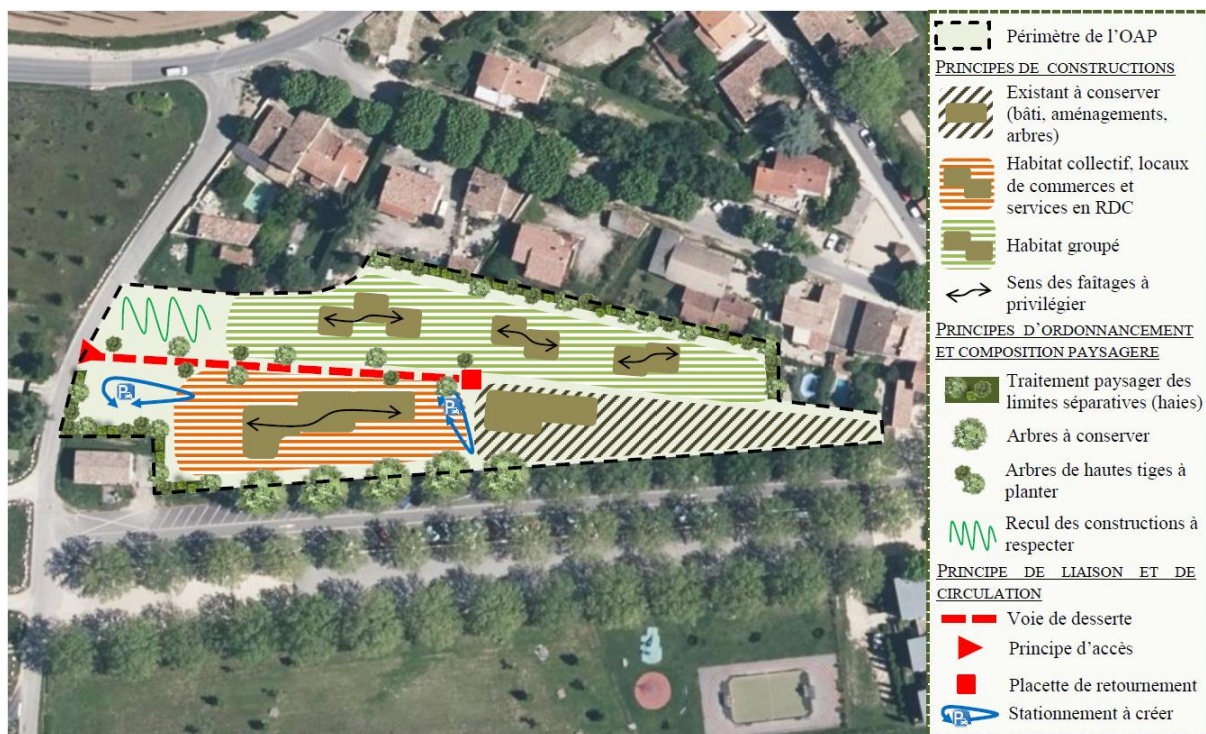 Périmètre de l'OAP
PRINCIPES DE CONSTRUCTIONS
Existant à conserver
(bâti, aménagements,
arbres)
Habitat collectif, locaux
de commerces et
services en RDC
Habitat groupé
Sens des faîtages à
privilégier
PRINCIPES D'ORDONNANCEMENT
ET COMPOSITION PAYSAGERE
Traitement paysager des
limites séparatives (haies)
Arbres à conserver
Arbres de hautes tiges à
planter
Recul des constructions à
respecter
PRINCIPE DE LIAISON ET DE
CIRCULATION
Voie de desserte
Principe d'accès
Placette de retournement
P
Stationnement à créer
P
P